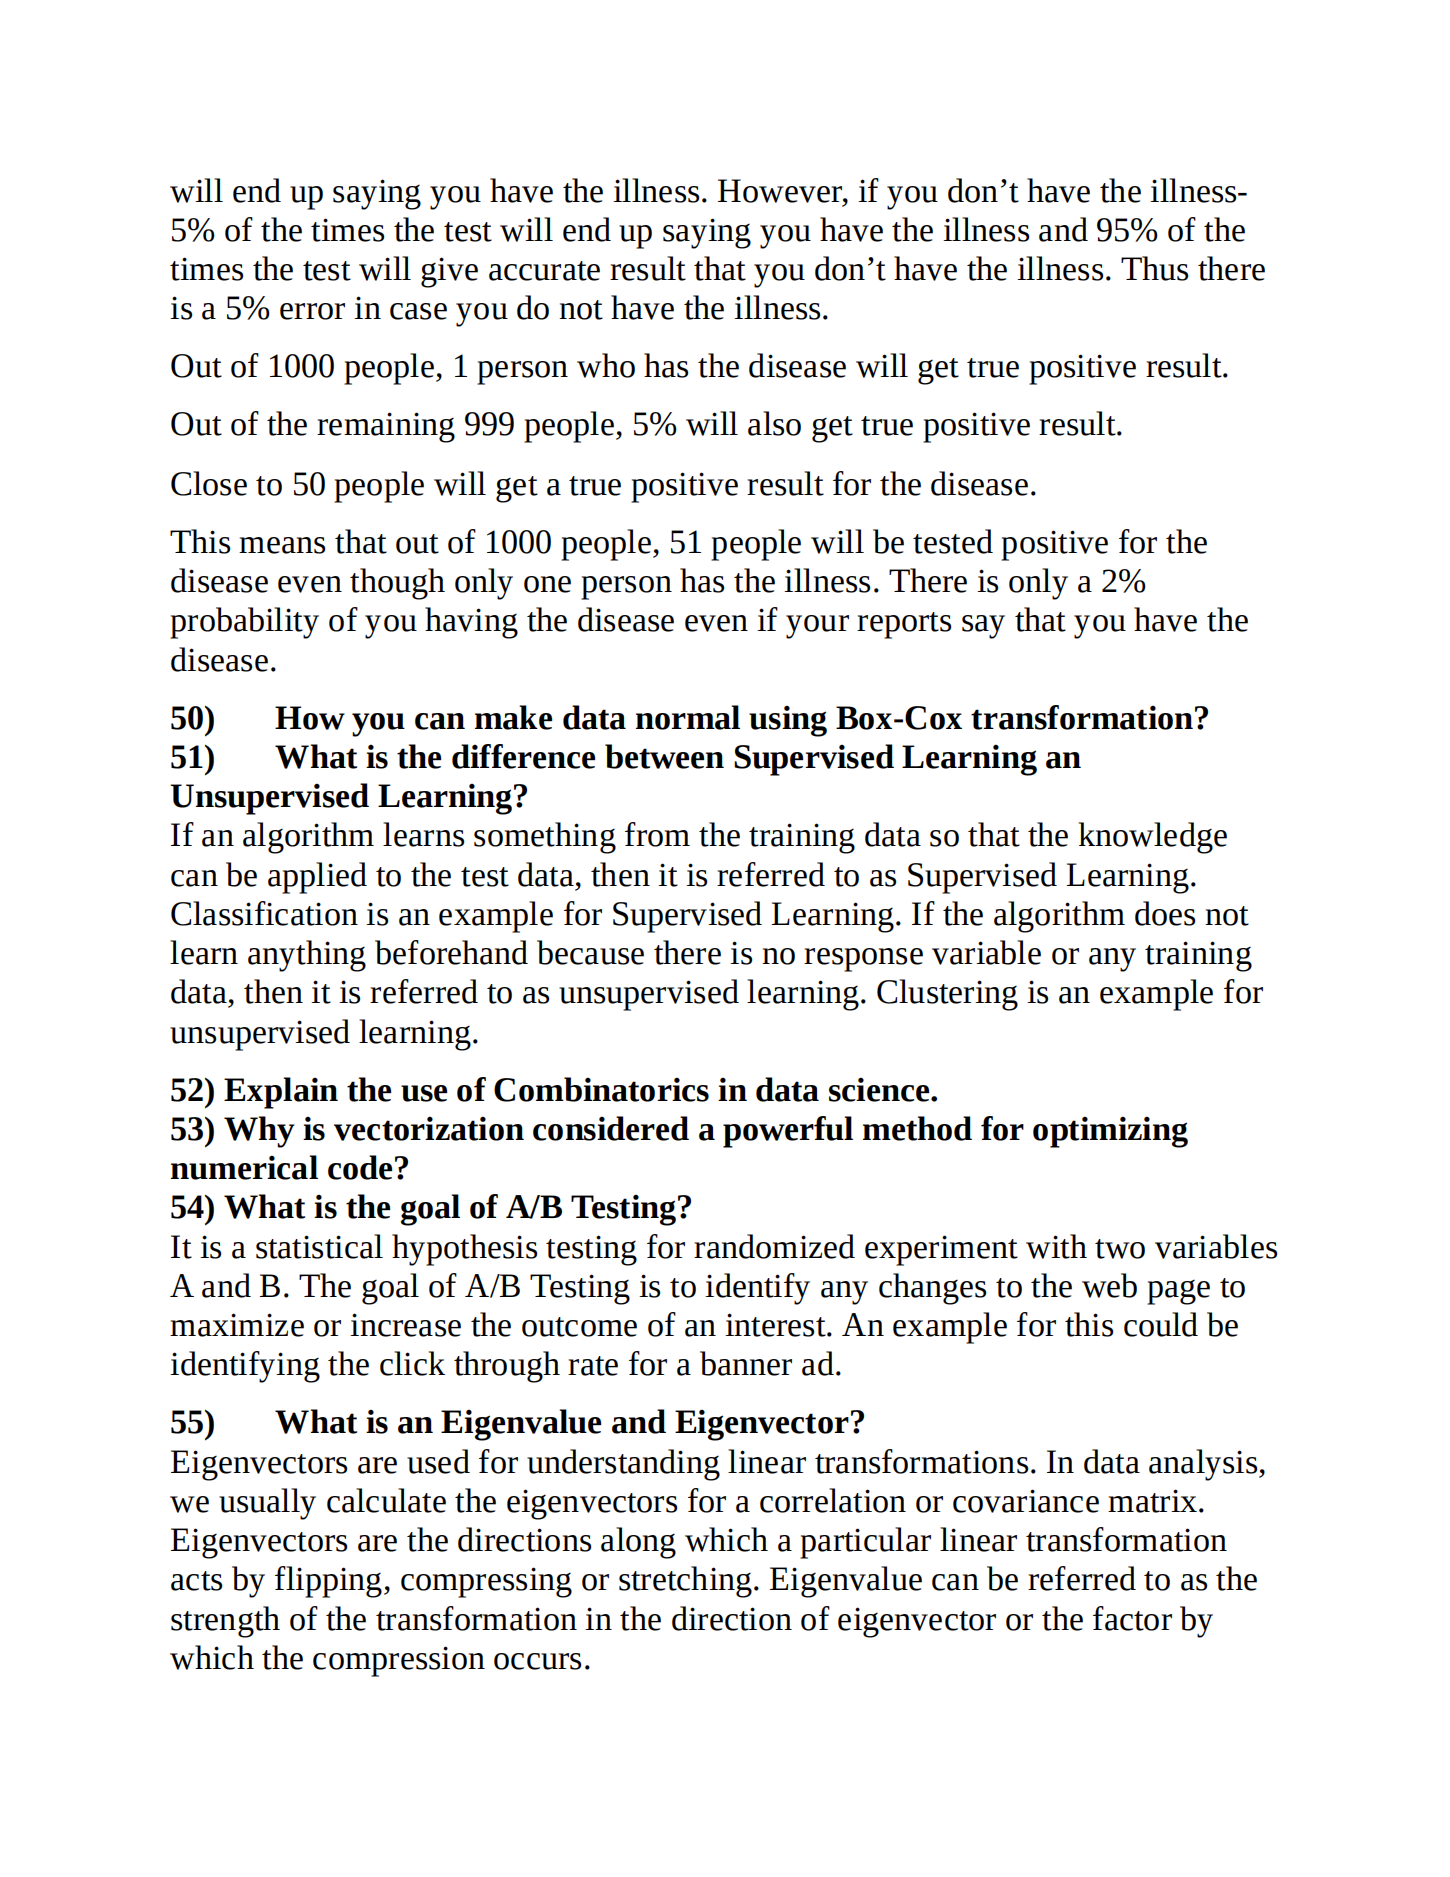 will end up saying you have the illness. However, if you don’t have the illness-
5% of the times the test will end up saying you have the illness and 95% of the
times the test will give accurate result that you don’t have the illness. Thus there
is a 5% error in case you do not have the illness.
Out of 1000 people, 1 person who has the disease will get true positive result.
Out of the remaining 999 people, 5% will also get true positive result.
Close to 50 people will get a true positive result for the disease.
This means that out of 1000 people, 51 people will be tested positive for the
disease even though only one person has the illness. There is only a 2%
probability of you having the disease even if your reports say that you have the
disease.
50) How you can make data normal using Box-Cox transformation?
51) What is the difference between Supervised Learning an
Unsupervised Learning?
If an algorithm learns something from the training data so that the knowledge
can be applied to the test data, then it is referred to as Supervised Learning.
Classification is an example for Supervised Learning. If the algorithm does not
learn anything beforehand because there is no response variable or any training
data, then it is referred to as unsupervised learning. Clustering is an example for
unsupervised learning.
52) Explain the use of Combinatorics in data science.
53) Why is vectorization considered a powerful method for optimizing
numerical code?
54) What is the goal of A/B Testing?
It is a statistical hypothesis testing for randomized experiment with two variables
A and B. The goal of A/B Testing is to identify any changes to the web page to
maximize or increase the outcome of an interest. An example for this could be
identifying the click through rate for a banner ad.
55) What is an Eigenvalue and Eigenvector?
Eigenvectors are used for understanding linear transformations. In data analysis,
we usually calculate the eigenvectors for a correlation or covariance matrix.
Eigenvectors are the directions along which a particular linear transformation
acts by flipping, compressing or stretching. Eigenvalue can be referred to as the
strength of the transformation in the direction of eigenvector or the factor by
which the compression occurs.